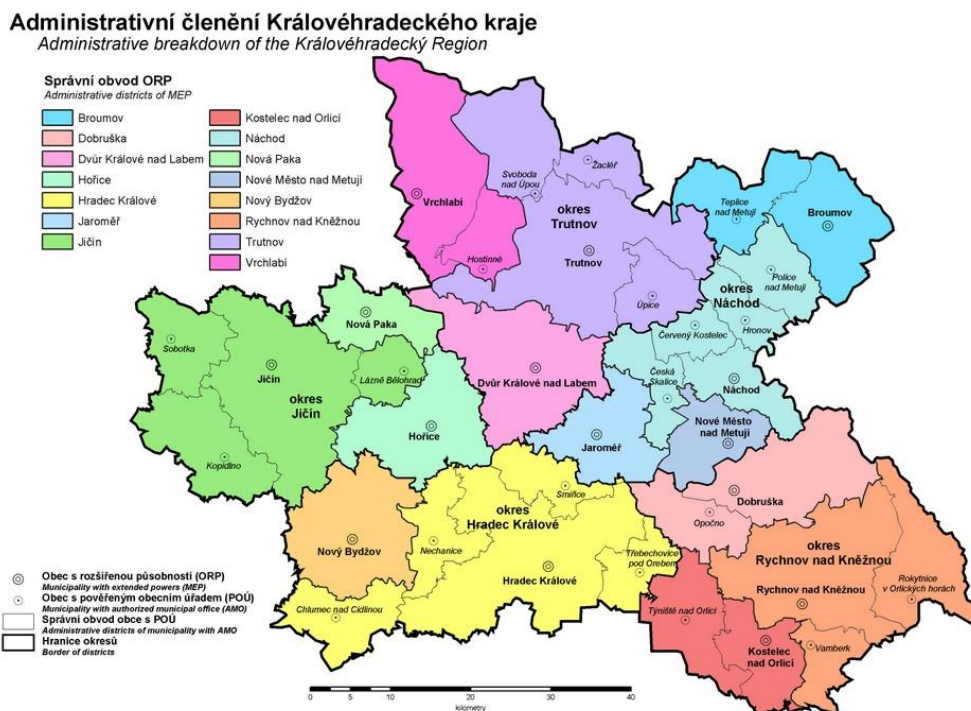 Administrativní členění Královéhradeckého kraje
Administrative breakdown of the Královéhradecký Region
Správní obvod ORP
Administrative districts of MEP
Broumov
Dobruška
Dvůr Králové nad Labem
Hořice
Hradec Králové
Jaroměř
Jičín
Kostelec nad Orlicí
Náchod
Nová Paka
Nové Město nad Metují
Nový Bydžov
Rychnov nad Kněžnou
Trutnov
Vrchlabí
Vrchlabí
Svoboda
nad Úpou
Žacléř
okres
Trutnov
Trutnov
Hostinné
Úpice
Teplice
nad Metují
Broumov
Police
nad Metují
okres
Náchod
Hronov
Červený Kostelec
Česká
Skalice
Náchod
Nové Město
nad Metují
Nová Paka
Sobotka
Jičín
Lázně Bělohrad
okres
Jičín
Kopidlno
Hořice
Dvůr Králové nad Labem
Jaroměř
Smiřice
okres
Hradec Králové
Nechanice
Nový Bydžov
Hradec Králové
Třebechovice
pod Orebem
Chlumec nad Cidlinou
Dobruška
Opočno
okres
Rychnov nad Kněžnou
Rychnov nad Kněžnou
Rokytnice
v Orlických horách
Týniště nad Orlicí
Kostelec
nad Orlicí
Vamberk
Obec s rozšířenou působností (ORP)
Municipality with extended powers (MEP)
Obec s pověřeným obecním úřadem (POÚ)
Municipality with authorized municipal office (AMO)
Správní obvod obce s POÚ
Administrative districts of municipality with AMO
Hranice okresů
Border of districts
0 5 10 20 30 40
kilometry